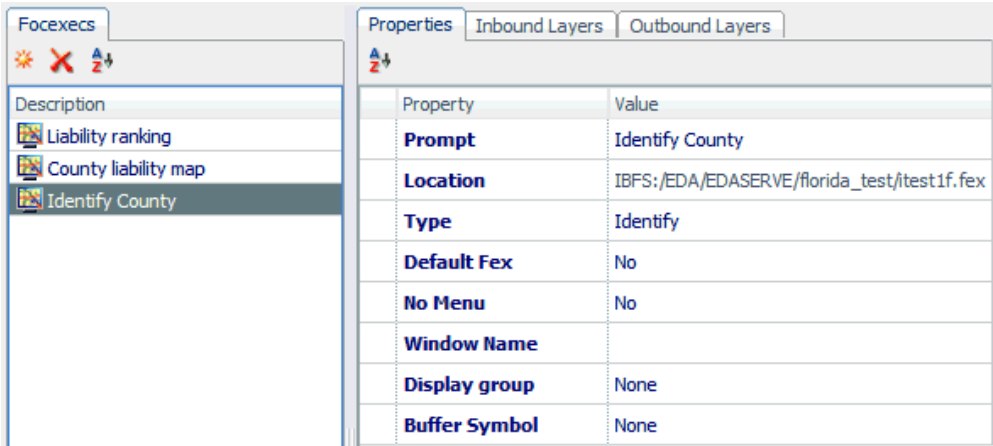 Focexecs
Description
Liability ranking
County liability map
Identify County
Properties Inbound Layers Outbound Layers
Property Value
Prompt Identify County
Location IBFS:/EDA/EDASERVE/florida_test/itest1f.fex
Type Identify
Default Fex No
No Menu No
Window Name
Display group None
Buffer Symbol None